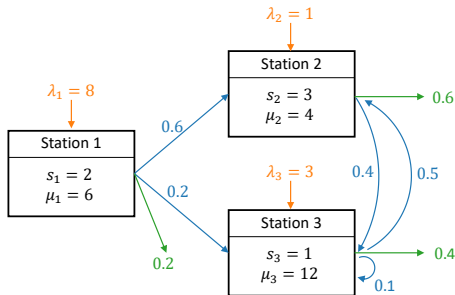 λ₂ = 1
Station 2
s₂ = 3
μ₂ = 4
0.6
λ₁ = 8
Station 1
s₁ = 2
μ₁ = 6
0.6
0.2
0.2
λ₃ = 3
0.4
0.5
Station 3
s₃ = 1
μ₃ = 12
0.4
0.1